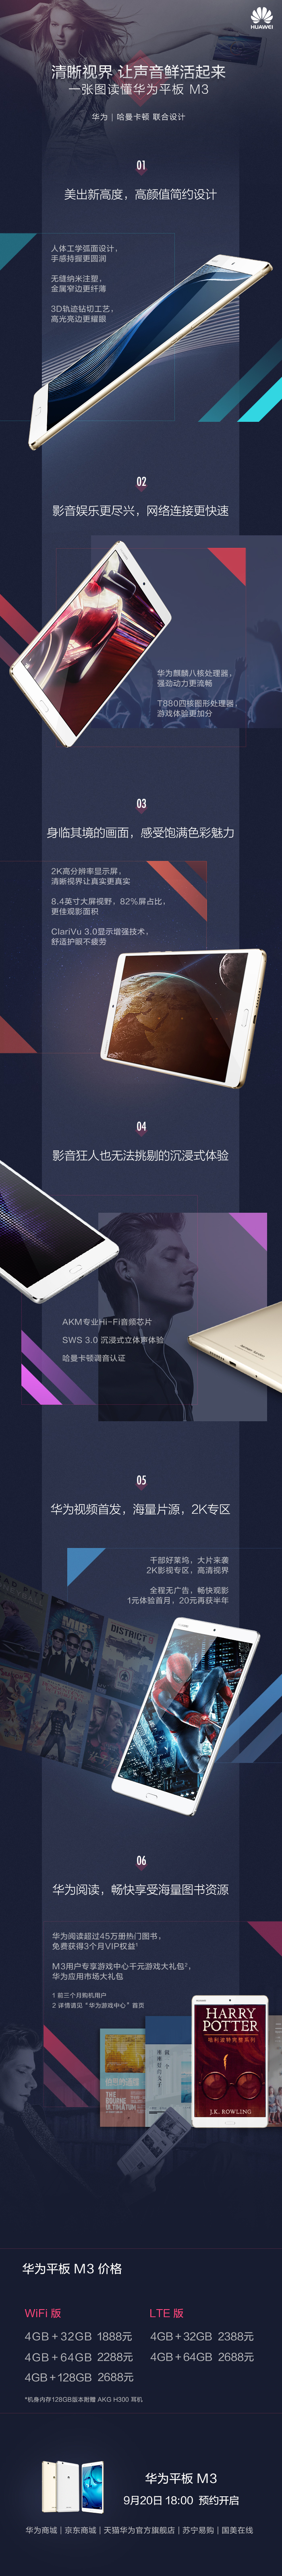 HUAWEI
清晰视界 让声音鲜活起来
一张图读懂华为平板 M3
华为 | 哈曼卡顿 联合设计
01
美出新高度，高颜值简约设计
人体工学弧面设计，
手感持握更圆润
无缝纳米注塑，
金属窄边更纤薄
3D轨迹钻切工艺，
高光亮边更耀眼
02
影音娱乐更尽兴，网络连接更快速
华为麒麟八核处理器，
强劲动力更流畅
T880四核图形处理器，
游戏体验更加分
03
身临其境的画面，感受饱满色彩魅力
2K高分辨率显示屏，
清晰视界让真实更真实
8.4英寸大屏视野，82%屏占比，
更佳观影面积
ClariVu 3.0显示增强技术，
舒适护眼不疲劳
04
影音狂人也无法挑剔的沉浸式体验
AKM专业Hi-Fi音频芯片
SWS 3.0 沉浸式立体声体验
哈曼卡顿调音认证
05
华为视频首发，海量片源，2K专区
千部好莱坞，大片来袭
2K影视专区，高清视界
全程无广告，畅快观影
1元体验首月，20元再获半年
MIB
DISTRICT 9
06
华为阅读，畅快享受海量图书资源
华为阅读超过45万册热门图书，
免费获得3个月VIP权益¹
M3用户专享游戏中心千元游戏大礼包²，
华为应用市场大礼包
1 前三个月购机用户
2 详情请见“华为游戏中心”首页
HARRY
POTTER
哈利波特完整系列
J.K. ROWLING
THE
BOURNE
ULTIMATUM
华为平板 M3 价格
WiFi 版
4GB+32GB 1888元
4GB+64GB 2288元
4GB+128GB 2688元
LTE 版
4GB+32GB 2388元
4GB+64GB 2688元
*机身内存128GB版本附赠 AKG H300 耳机
华为平板 M3
9月20日 18:00 预约开启
华为商城 | 京东商城 | 天猫华为官方旗舰店 | 苏宁易购 | 国美在线